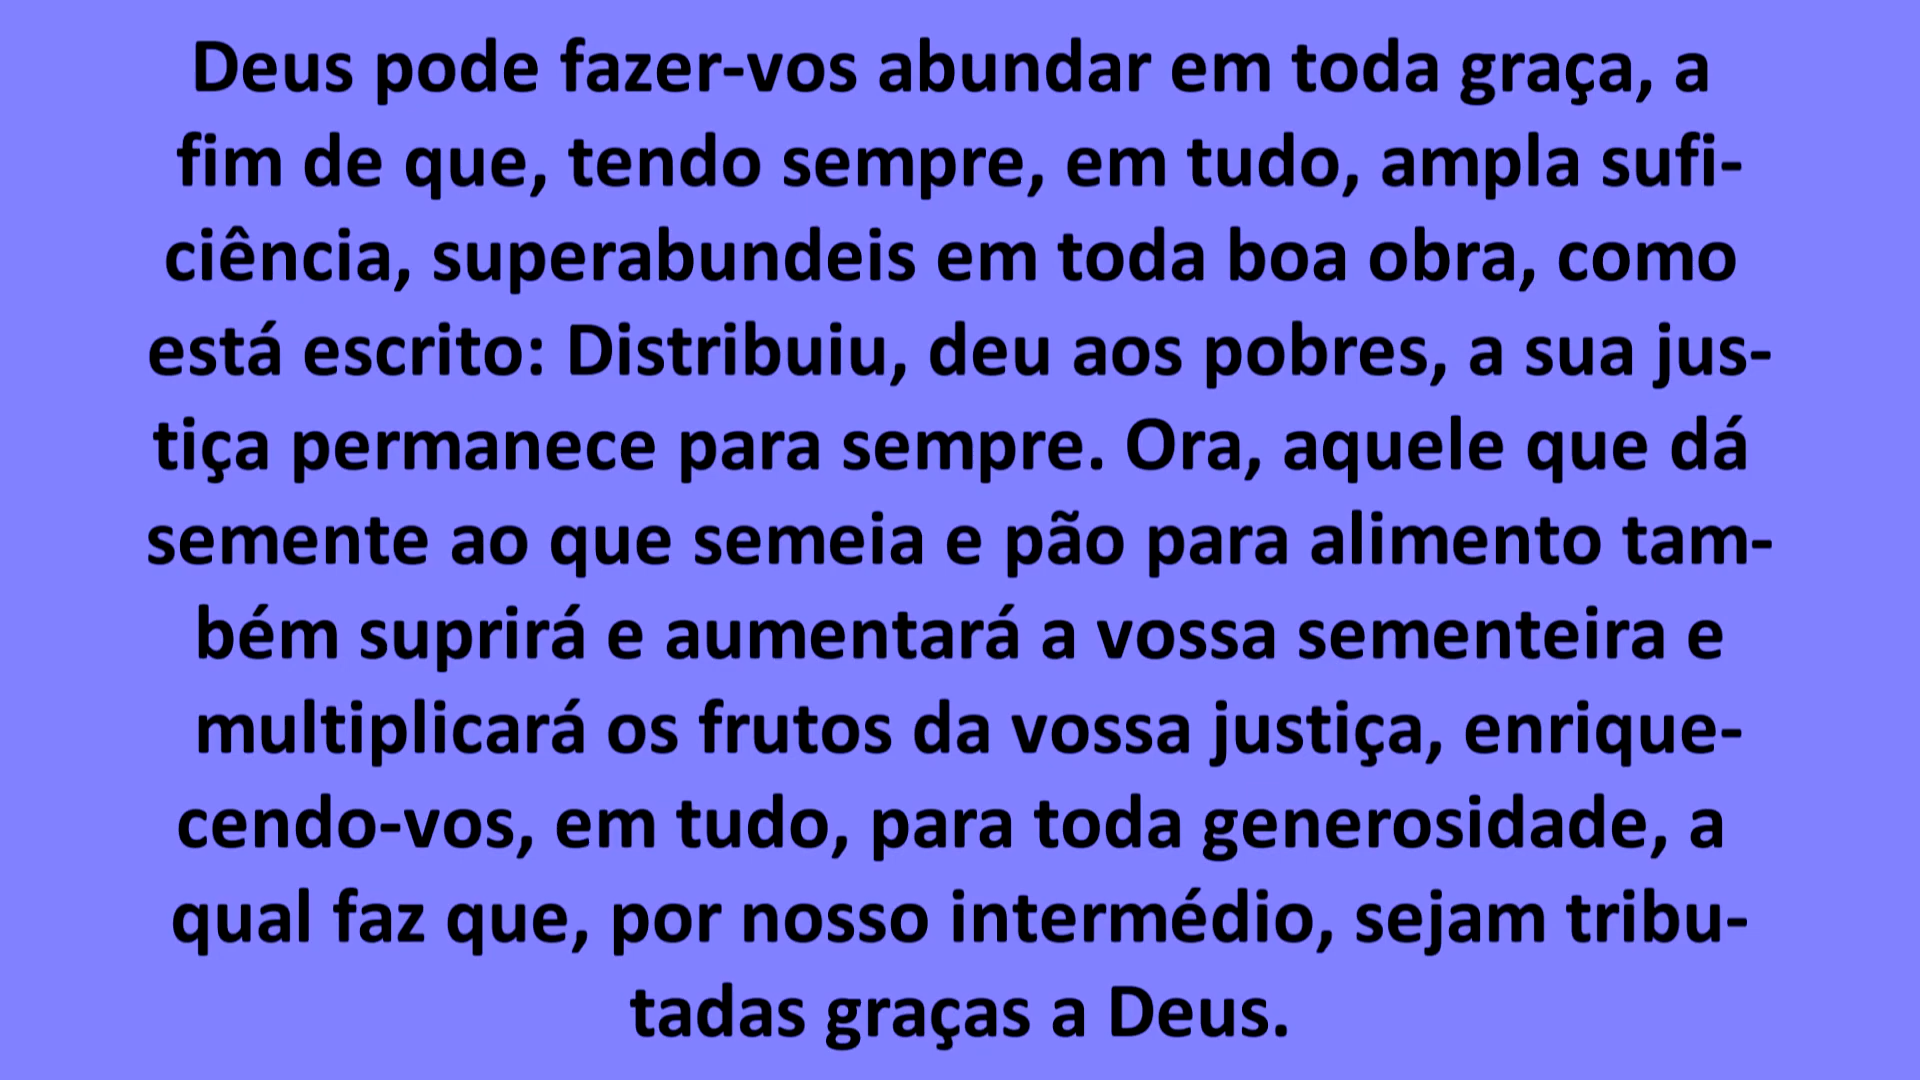 Deus pode fazer-vos abundar em toda graça, a
fim de que, tendo sempre, em tudo, ampla sufi-
ciência, superabundeis em toda boa obra, como
está escrito: Distribuiu, deu aos pobres, a sua jus-
tiça permanece para sempre. Ora, aquele que dá
semente ao que semeia e pão para alimento tam-
bém suprirá e aumentará a vossa sementeira e
multiplicará os frutos da vossa justiça, enrique-
cendo-vos, em tudo, para toda generosidade, a
qual faz que, por nosso intermédio, sejam tribu-
tadas graças a Deus.